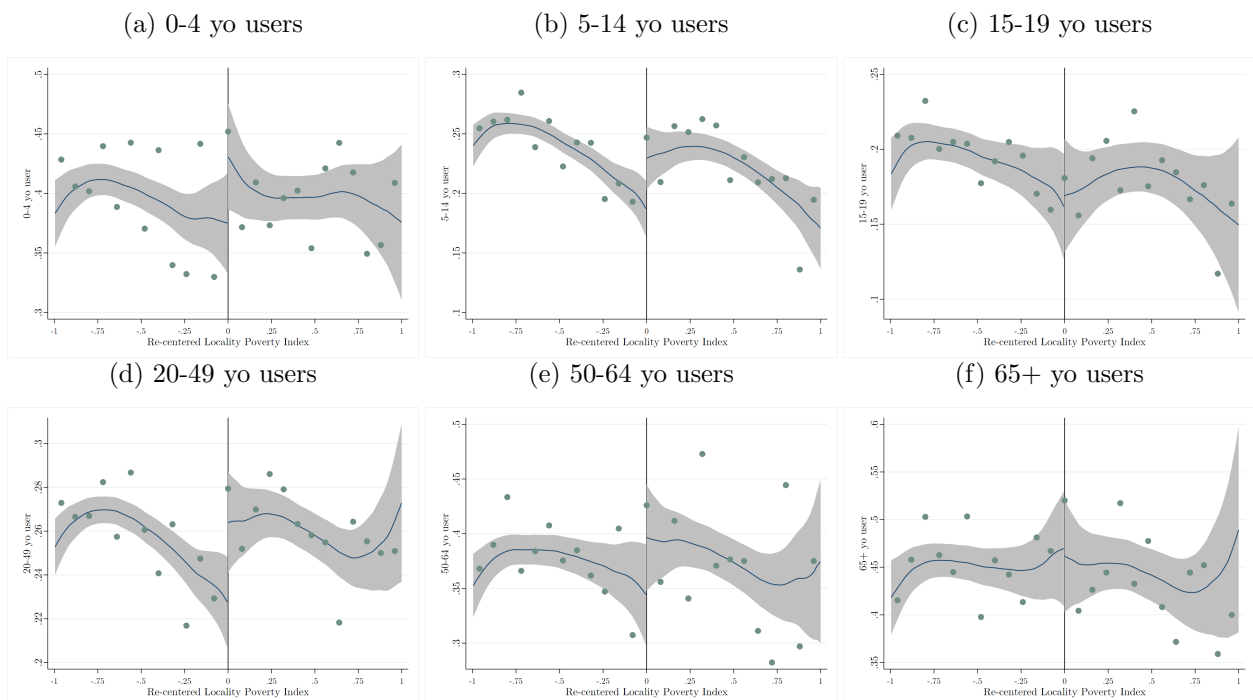 (a) 0-4 yo users
(b) 5-14 yo users
(c) 15-19 yo users
0-4 yo user
.3 .35 .4 .45 .5
-1 -.75 -.5 -.25 0 .25 .5 .75 1
Re-centered Locality Poverty Index
5-14 yo user
.1 .15 .2 .25 .3
-1 -.75 -.5 -.25 0 .25 .5 .75 1
Re-centered Locality Poverty Index
15-19 yo user
.1 .15 .2 .25
-1 -.75 -.5 -.25 0 .25 .5 .75 1
Re-centered Locality Poverty Index
(d) 20-49 yo users
(e) 50-64 yo users
(f) 65+ yo users
20-49 yo user
.2 .22 .24 .26 .28 .3
-1 -.75 -.5 -.25 0 .25 .5 .75 1
Re-centered Locality Poverty Index
50-64 yo user
.3 .35 .4 .45 .5
-1 -.75 -.5 -.25 0 .25 .5 .75 1
Re-centered Locality Poverty Index
65+ yo user
.35 .4 .45 .5 .55 .6
-1 -.75 -.5 -.25 0 .25 .5 .75 1
Re-centered Locality Poverty Index